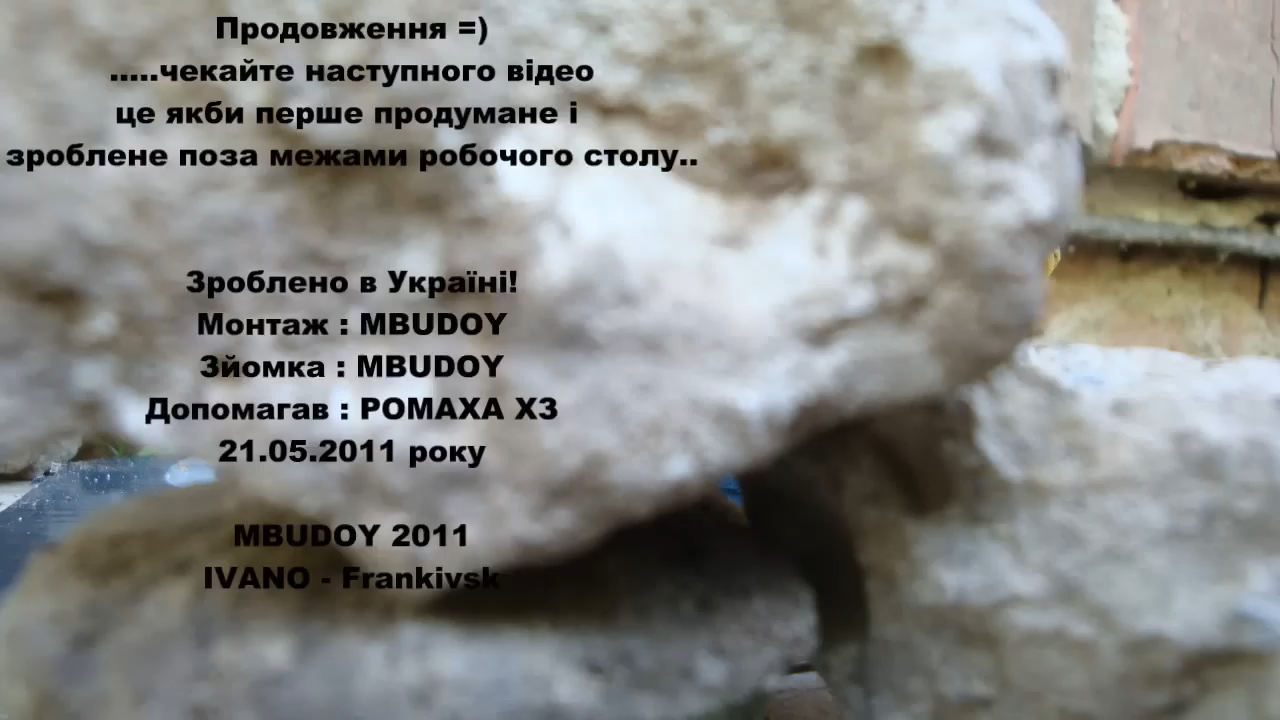 Продовження =)
.....чекайте наступного відео
це якби перше продумане і
зроблене поза межами робочого столу..
Зроблено в Україні!
Монтаж : MBUDOY
Зйомка : MBUDOY
Допомагав : РОМАХА ХЗ
21.05.2011 року
MBUDOY 2011
IVANO - Frankivsk